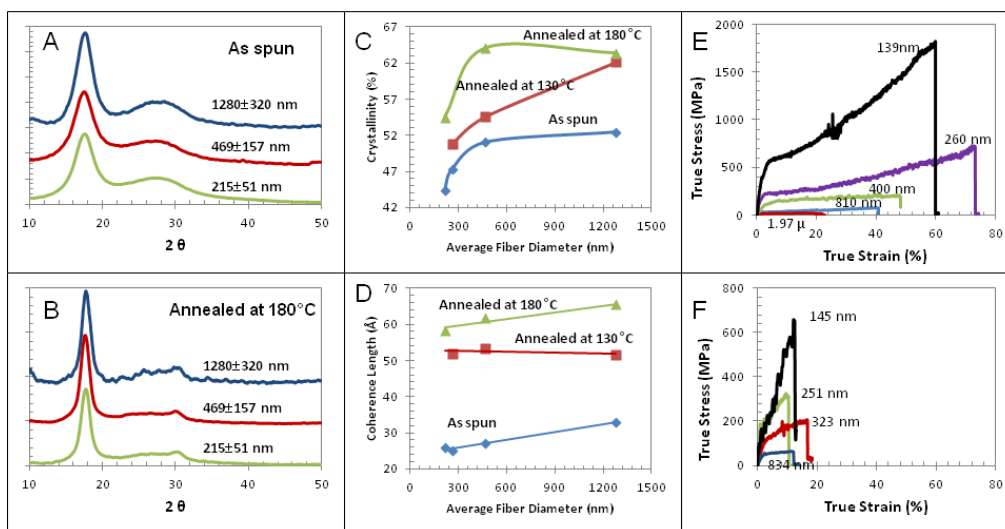 A
As spun
1280±320 nm
469±157 nm
215±51 nm
10 20 30 40 50
2 θ
B
Annealed at 180°C
1280±320 nm
469±157 nm
215±51 nm
10 20 30 40 50
2 θ
C
Crystallinity (%)
67
62
57
52
47
42
Annealed at 180°C
Annealed at 130°C
As spun
0 300 600 900 1200 1500
Average Fiber Diameter (nm)
D
Coherence Length (Å)
70
60
50
40
30
20
Annealed at 180°C
Annealed at 130°C
As spun
0 300 600 900 1200 1500
Average Fiber Diameter (nm)
E
True Stress (MPa)
2000
1500
1000
500
0
139nm
260 nm
400 nm
810 nm
1.97 μ
0 20 40 60 80
True Strain (%)
F
True Stress (MPa)
800
600
400
200
0
145 nm
251 nm
323 nm
834 nm
0 20 40 60 80
True Strain (%)